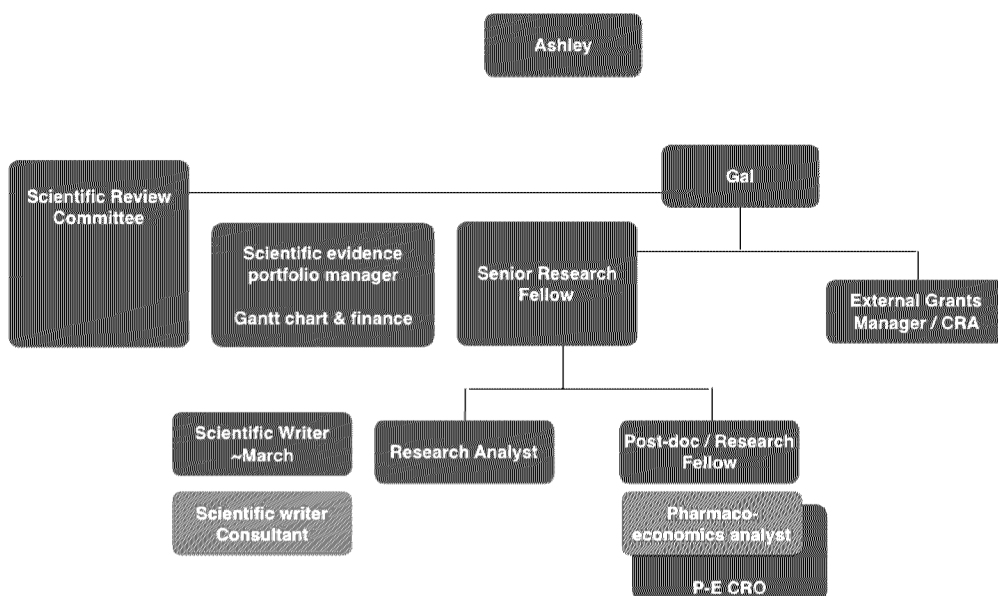 Ashley
Gal
Scientific Review
Committee
Scientific evidence
portfolio manager
Gantt chart & finance
Senior Research
Fellow
External Grants
Manager / CRA
Scientific Writer
~March
Research Analyst
Post-doc / Research
Fellow
Scientific writer
Consultant
Pharmaco-
economics analyst
P-E CRO